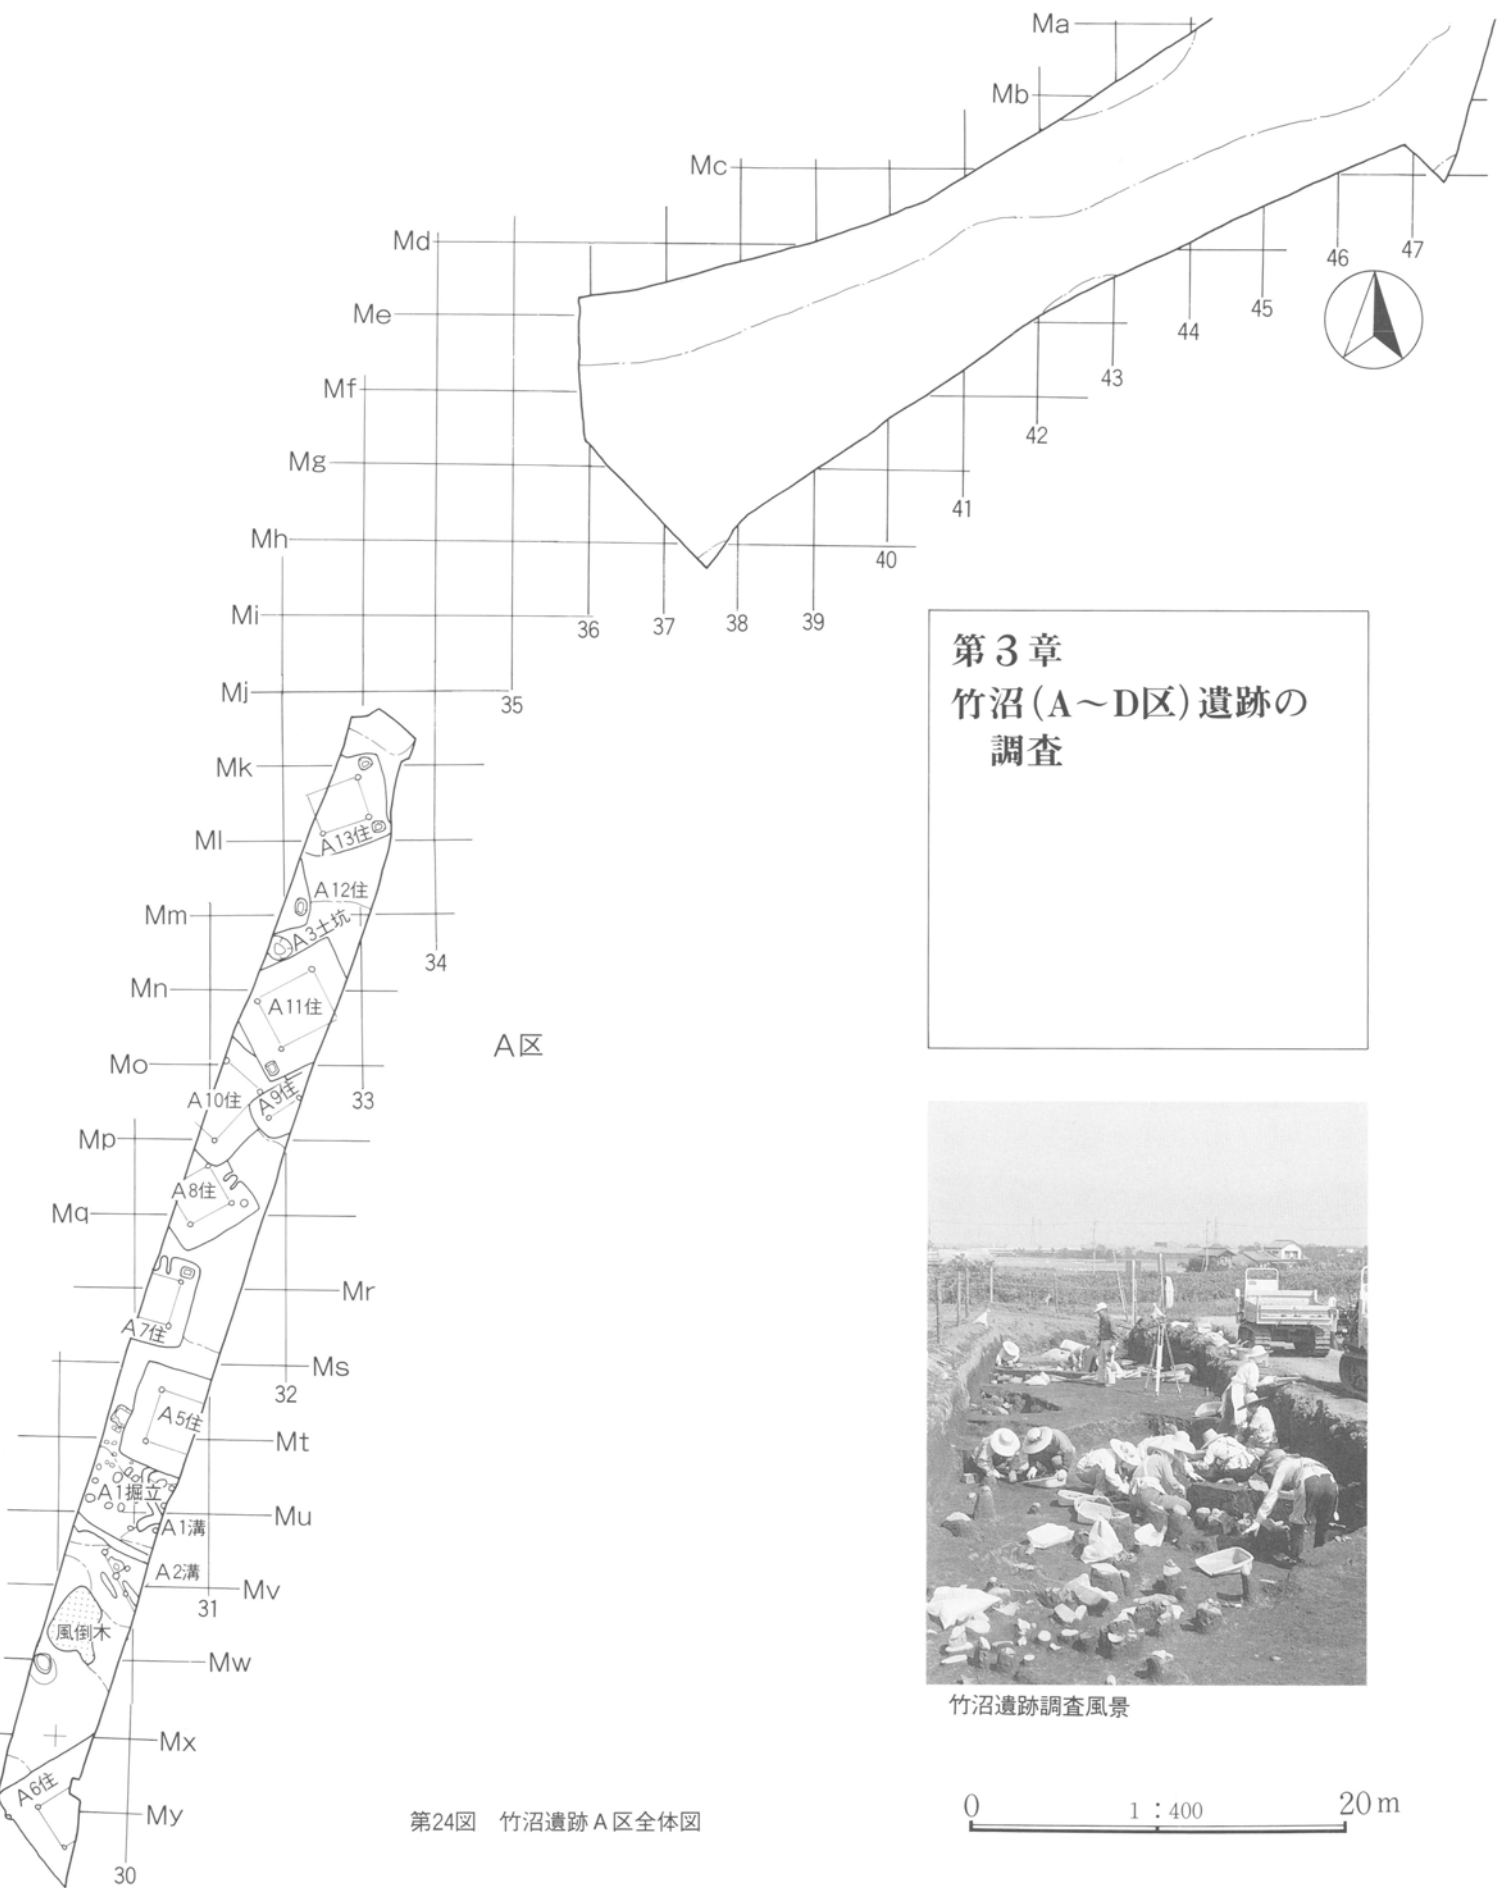 Ma
Mb
Mc
Md
Me
Mf
Mg
Mh
Mi
Mj
Mk
Ml
Mm
Mn
Mo
Mp
Mq
Mr
Ms
Mt
Mu
Mv
Mw
Mx
My
47
46
45
44
43
42
41
40
39
38
37
36
35
34
33
32
31
30
A13住
A12住
A3土坑
A11住
A10住
A9住
A8住
A7住
A5住
A1掘立
A1溝
A2溝
風倒木
A6住
A区
第3章
竹沼(A～D区)遺跡の
調査
竹沼遺跡調査風景
第24図 竹沼遺跡A区全体図
0 1:400 20m